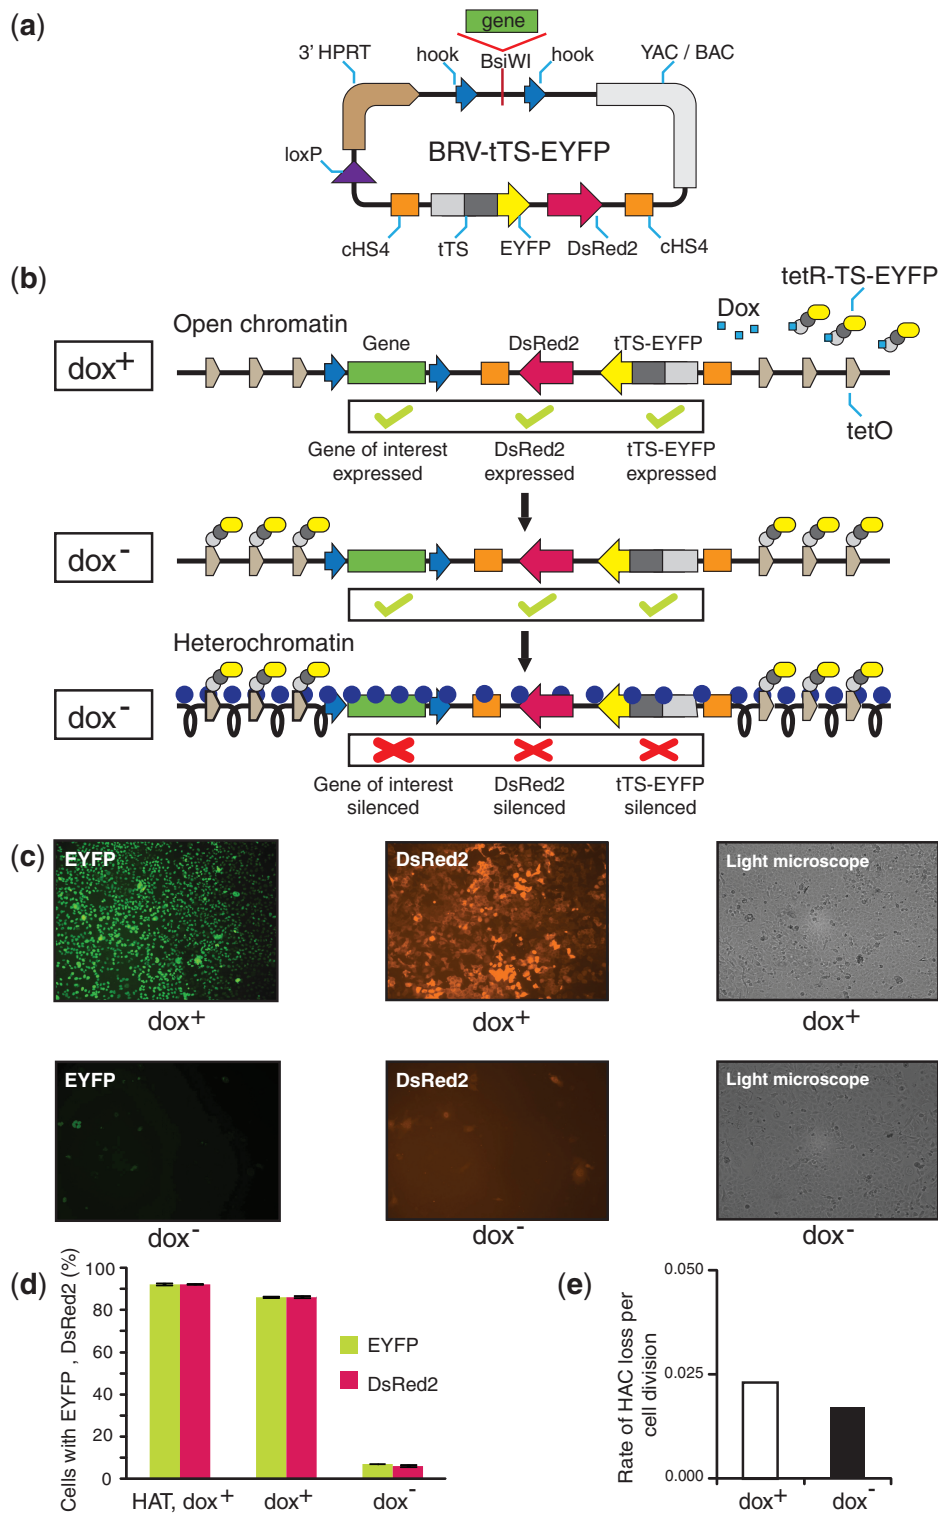 (a)
gene
3' HPRT
hook
BsiWI
hook
YAC / BAC
loxP
BRV-tTS-EYFP
cHS4
tTS
EYFP
DsRed2
cHS4
(b)
tetR-TS-EYFP
Dox
Open chromatin
dox+
Gene
DsRed2
tTS-EYFP
tetO
Gene of interest
expressed
DsRed2
expressed
tTS-EYFP
expressed
dox-
Heterochromatin
dox-
Gene of interest
silenced
DsRed2
silenced
tTS-EYFP
silenced
(c)
EYFP
DsRed2
Light microscope
dox+
dox+
dox+
EYFP
DsRed2
Light microscope
dox-
dox-
dox-
(d)
Cells with EYFP , DsRed2 (%)
100
80
60
40
20
0
EYFP
DsRed2
HAT, dox+
dox+
dox-
(e)
Rate of HAC loss per
cell division
0.050
0.025
0.000
dox+
dox-